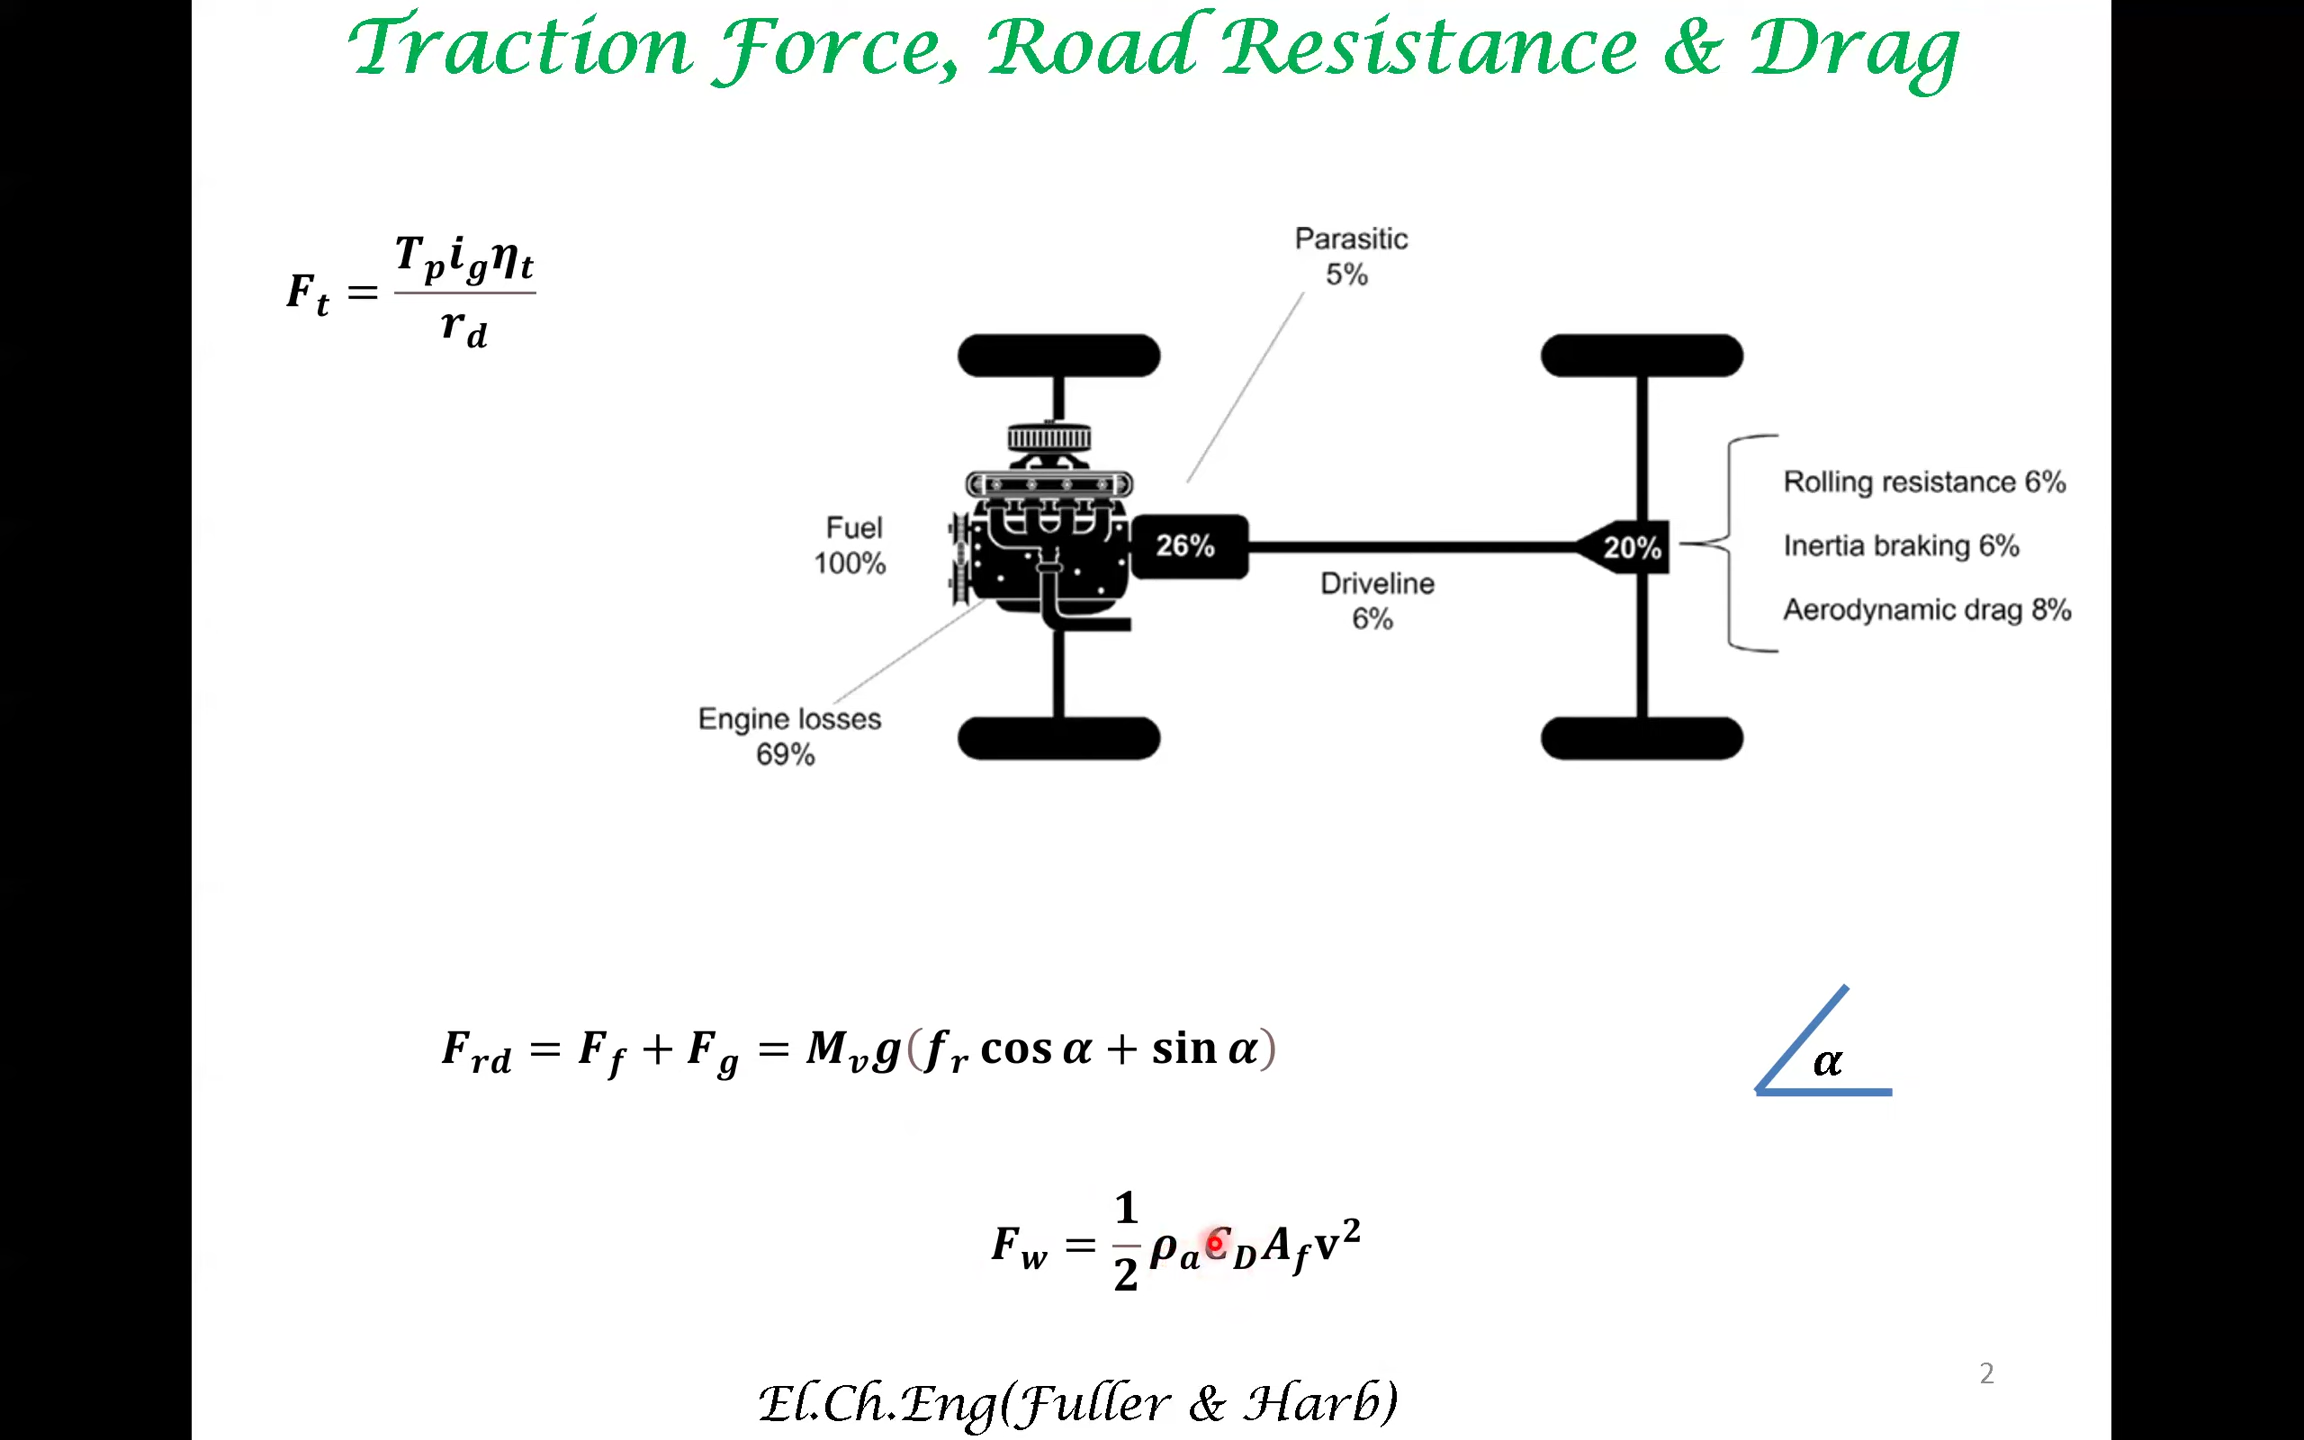 Traction Force, Road Resistance & Drag
F_t = T_p i_g η_t / r_d
Parasitic
5%
Fuel
100%
26%
20%
Driveline
6%
Rolling resistance 6%
Inertia braking 6%
Aerodynamic drag 8%
Engine losses
69%
F_rd = F_f + F_g = M_v g(f_r cos α + sin α)
α
F_w = 1/2 ρ_a C_D A_f v²
El.Ch.Eng(Fuller & Harb)
2